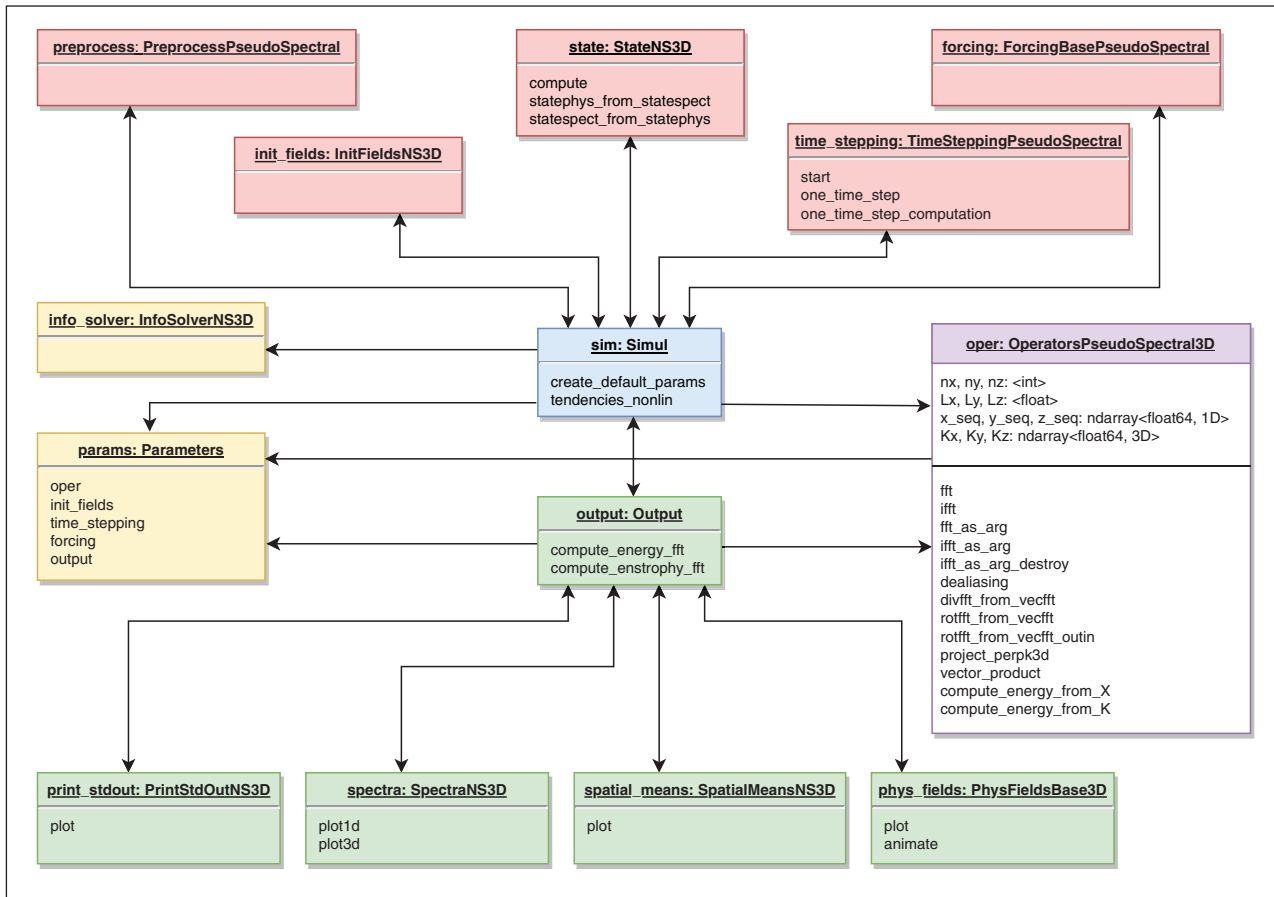 preprocess: PreprocessPseudoSpectral
state: StateNS3D
compute
statephys_from_statespect
statespect_from_statephys
forcing: ForcingBasePseudoSpectral
init_fields: InitFieldsNS3D
time_stepping: TimeSteppingPseudoSpectral
start
one_time_step
one_time_step_computation
info_solver: InfoSolverNS3D
sim: Simul
create_default_params
tendencies_nonlin
oper: OperatorsPseudoSpectral3D
nx, ny, nz: <int>
Lx, Ly, Lz: <float>
x_seq, y_seq, z_seq: ndarray<float64, 1D>
Kx, Ky, Kz: ndarray<float64, 3D>
fft
ifft
fft_as_arg
ifft_as_arg
ifft_as_arg_destroy
dealiasing
divfft_from_vecfft
rotfft_from_vecfft
rotfft_from_vecfft_outin
project_perpk3d
vector_product
compute_energy_from_X
compute_energy_from_K
params: Parameters
oper
init_fields
time_stepping
forcing
output
output: Output
compute_energy_fft
compute_enstrophy_fft
print_stdout: PrintStdOutNS3D
plot
spectra: SpectraNS3D
plot1d
plot3d
spatial_means: SpatialMeansNS3D
plot
phys_fields: PhysFieldsBase3D
plot
animate